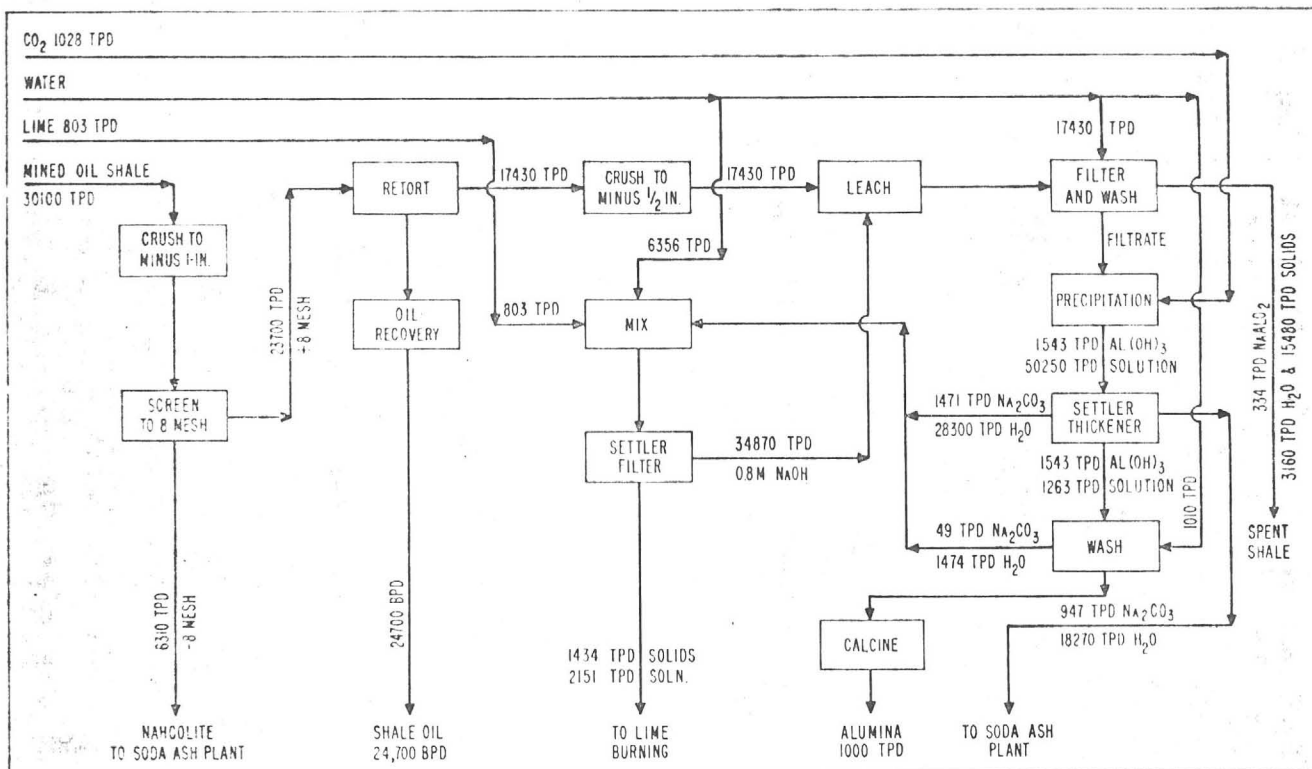 CO2 1028 TPD
WATER
LIME 803 TPD
MINED OIL SHALE
30100 TPD
CRUSH TO
MINUS 1-IN.
SCREEN
TO 8 MESH
23700 TPD
+8 MESH
6310 TPD
-8 MESH
NAHCOLITE
TO SODA ASH PLANT
RETORT
OIL
RECOVERY
24700 BPD
SHALE OIL
24,700 BPD
17430 TPD
CRUSH TO
MINUS 1/2 IN.
17430 TPD
6356 TPD
803 TPD
MIX
SETTLER
FILTER
34870 TPD
0.8M NAOH
1434 TPD SOLIDS
2151 TPD SOLN.
TO LIME
BURNING
LEACH
17430 TPD
FILTER
AND WASH
FILTRATE
PRECIPITATION
1543 TPD AL(OH)3
50250 TPD SOLUTION
SETTLER
THICKENER
1471 TPD NA2CO3
28300 TPD H2O
1543 TPD AL(OH)3
1263 TPD SOLUTION
1010 TPD
WASH
49 TPD NA2CO3
1474 TPD H2O
CALCINE
ALUMINA
1000 TPD
947 TPD NA2CO3
18270 TPD H2O
TO SODA ASH
PLANT
334 TPD NAALO2
3160 TPD H2O & 15480 TPD SOLIDS
SPENT
SHALE